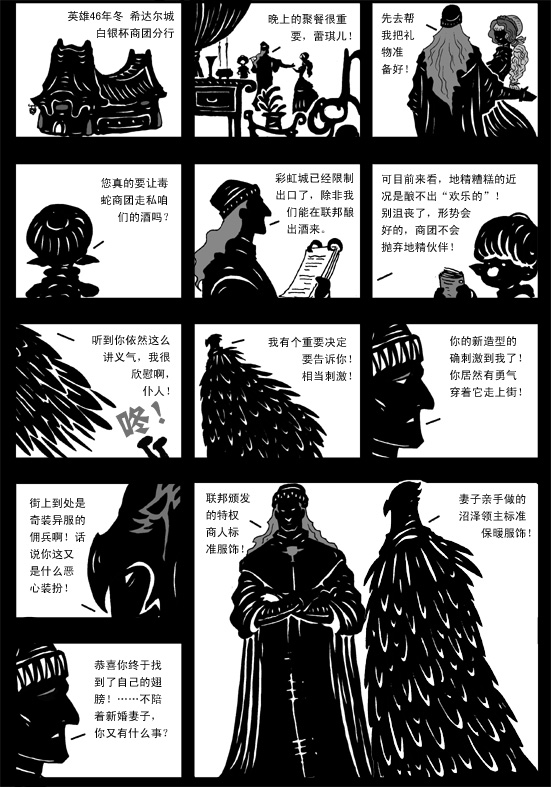 英雄46年冬 希达尔城
白银杯商团分行
晚上的聚餐很重
要，蕾琪儿！
先去帮
我把礼
物准
备好！
您真的要让毒
蛇商团走私咱
们的酒吗？
彩虹城已经限制
出口了，除非我
们能在联邦酿
出酒来。
可目前来看，地精糟糕的近
况是酿不出“欢乐的”！
别沮丧了，形势会
好的，商团不会
抛弃地精伙伴！
听到你依然这么
讲义气，我很
欣慰啊，
仆人！
咚！
我有个重要决定
要告诉你！
相当刺激！
你的新造型的
确刺激到我了！
你居然有勇气
穿着它走上街！
街上到处是
奇装异服的
佣兵啊！话
说你这又
是什么恶
心装扮！
联邦颁发
的特权
商人标
准服饰！
妻子亲手做的
沼泽领主标准
保暖服饰！
恭喜你终于找
到了自己的翅
膀！……不陪
着新婚妻子，
你又有什么事？